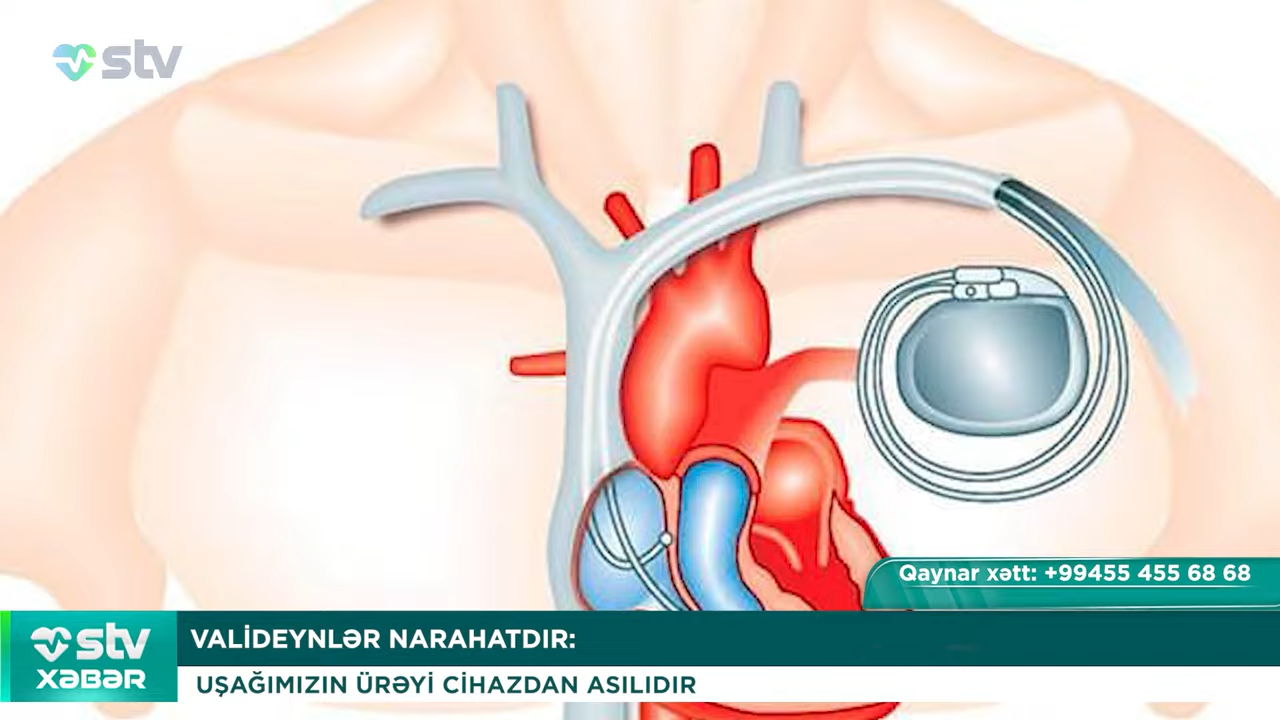 stv
Qaynar xətt: +99455 455 68 68
stv
XƏBƏR
VALİDEYNLƏR NARAHATDIR:
UŞAĞIMIZIN ÜRƏYİ CİHAZDAN ASILIDIR